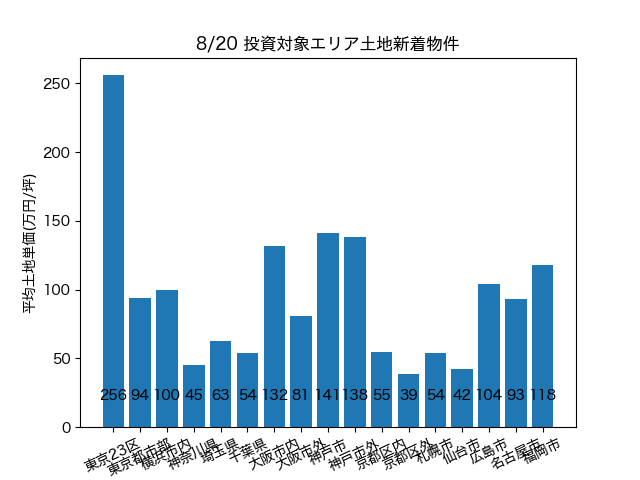 8/20 投資対象エリア土地新着物件
平均土地単価(万円/坪)
250
200
150
100
50
0
256 94 100 45 63 54 132 81 141 138 55 39 54 42 104 93 118
東京23区
東京都市部
横浜市内
神奈川県
埼玉県
千葉県
大阪市内
大阪市外
神戸市
神戸市外
京都区内
京都区外
札幌市
仙台市
広島市
名古屋市
福岡市